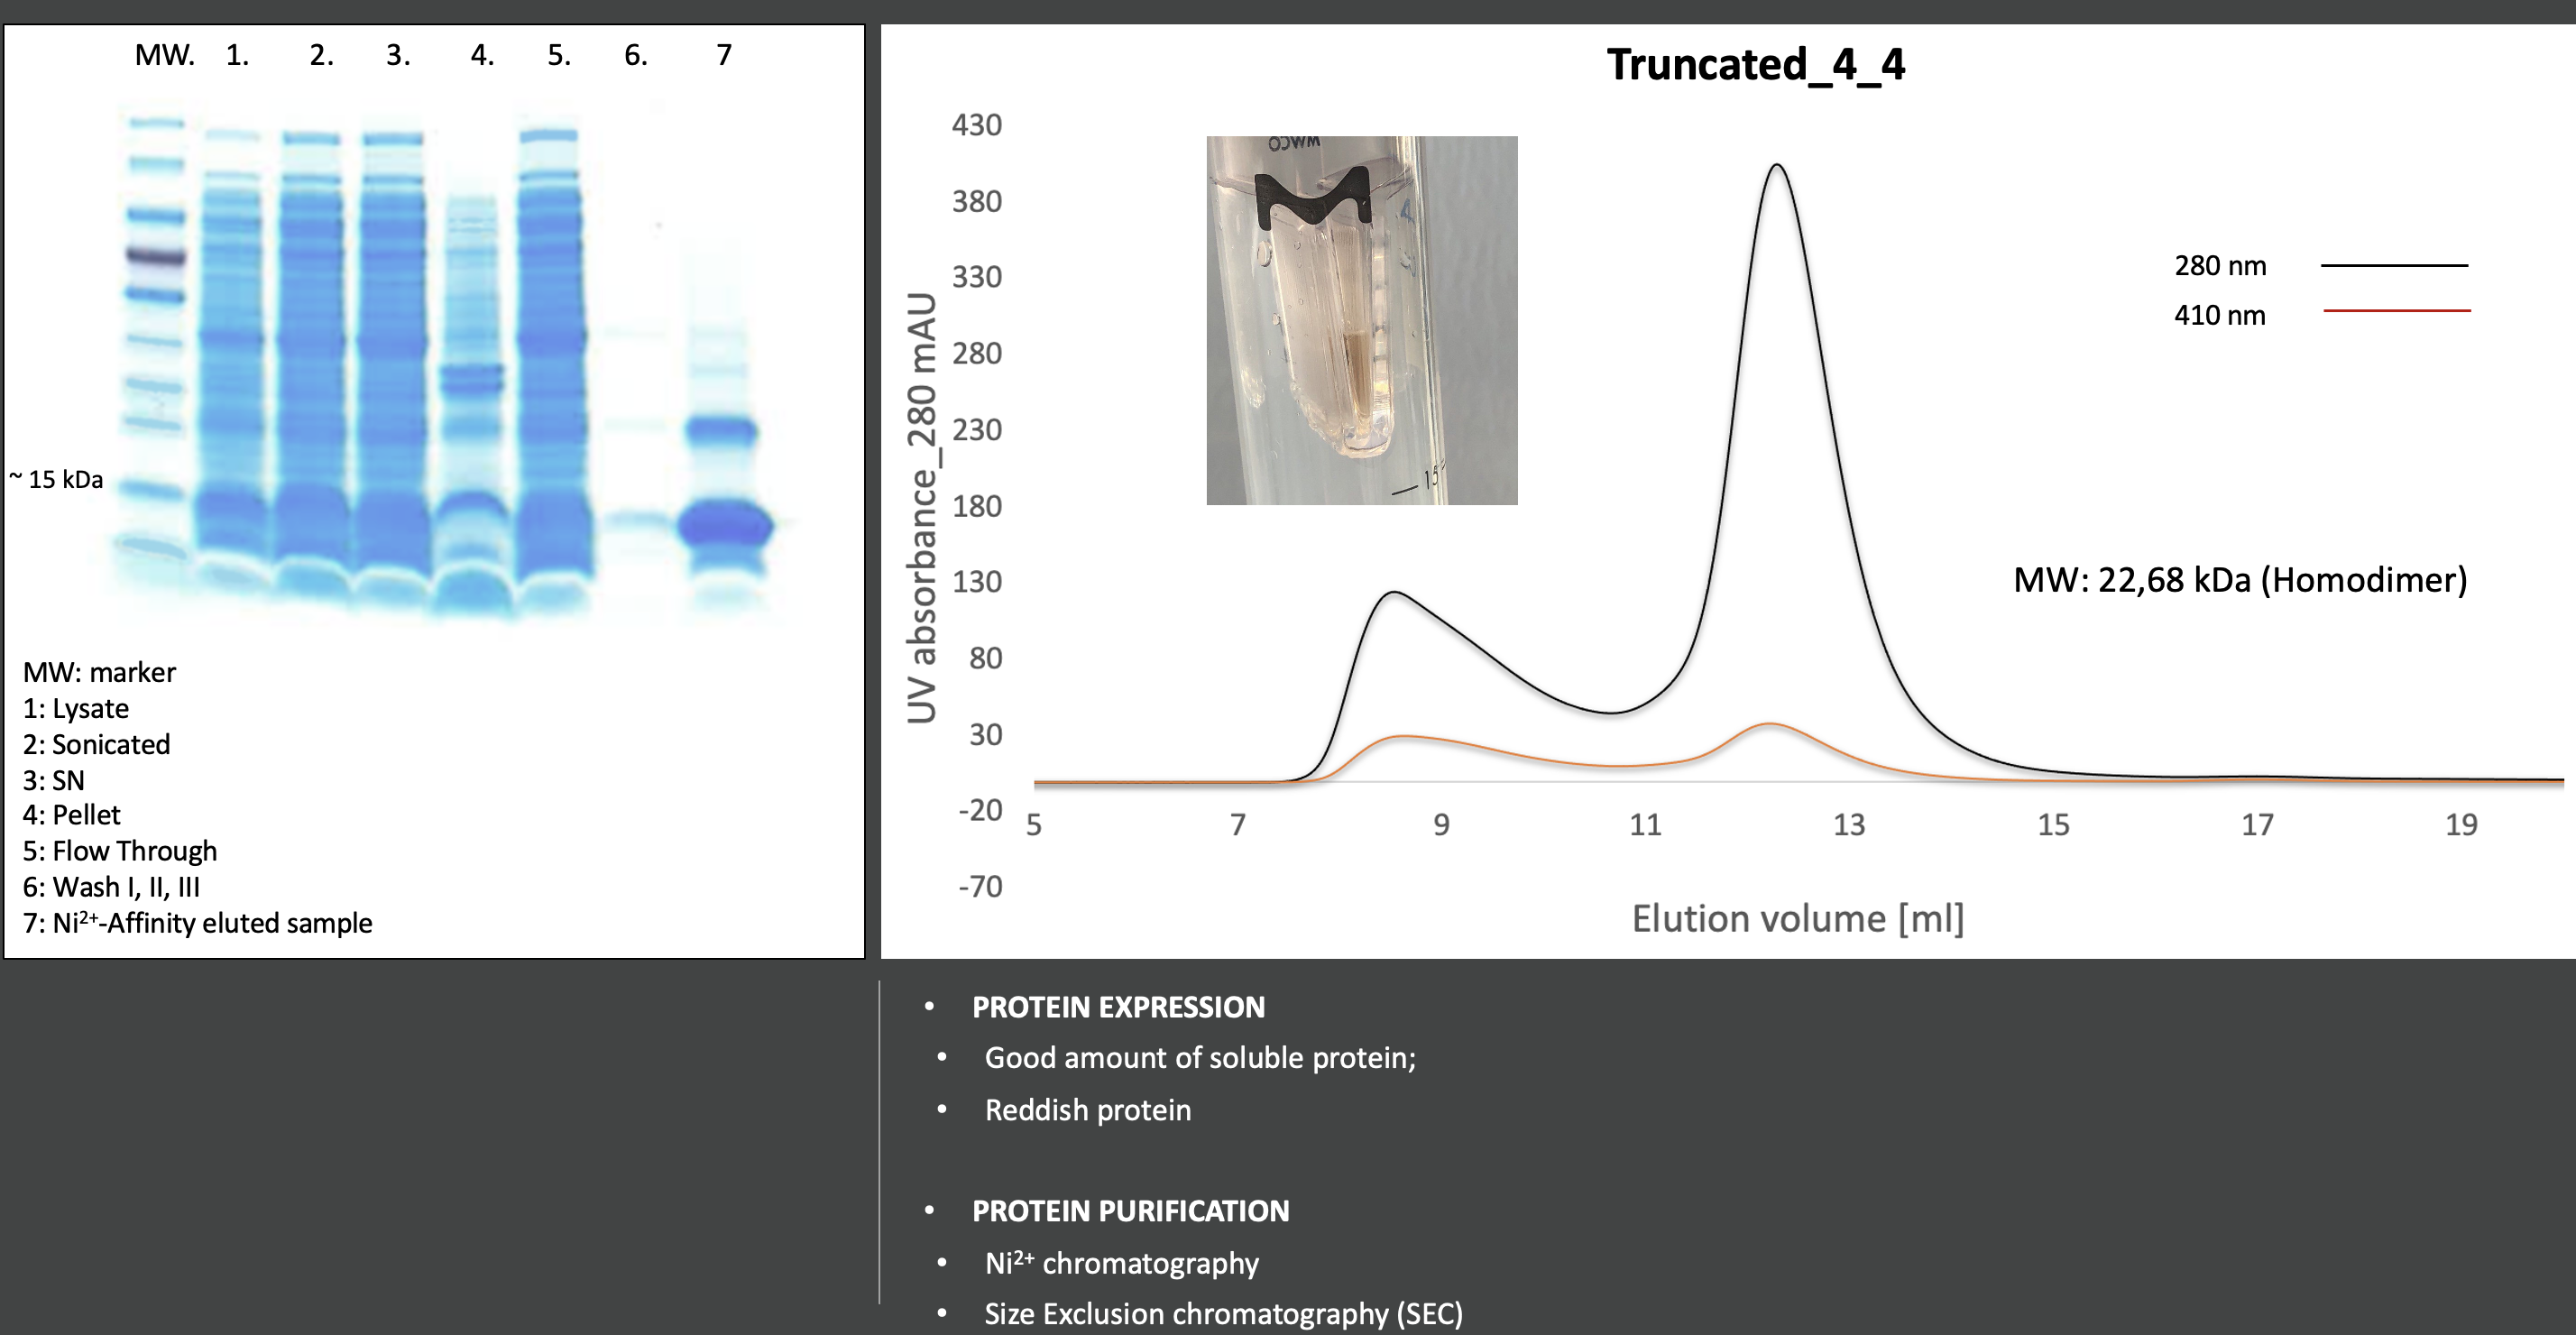 MW. 1. 2. 3. 4. 5. 6. 7
~ 15 kDa
MW: marker
1: Lysate
2: Sonicated
3: SN
4: Pellet
5: Flow Through
6: Wash I, II, III
7: Ni²⁺-Affinity eluted sample
Truncated_4_4
UV absorbance_280 mAU
430
380
330
280
230
180
130
80
30
-20
-70
MWCO
15
280 nm
410 nm
MW: 22,68 kDa (Homodimer)
5 7 9 11 13 15 17 19
Elution volume [ml]
• PROTEIN EXPRESSION
• Good amount of soluble protein;
• Reddish protein
• PROTEIN PURIFICATION
• Ni²⁺ chromatography
• Size Exclusion chromatography (SEC)